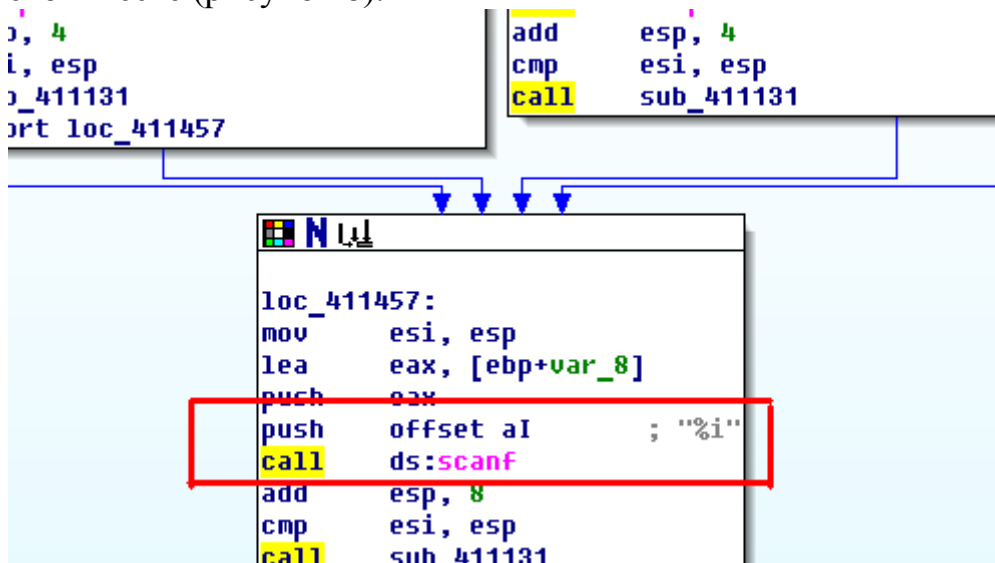 , 4
, esp
_411131
ort loc_411457
add esp, 4
cmp esi, esp
call sub_411131
N
loc_411457:
mov esi, esp
lea eax, [ebp+var_8]
push eax
push offset aI ; "%i"
call ds:scanf
add esp, 8
cmp esi, esp
call sub_411131